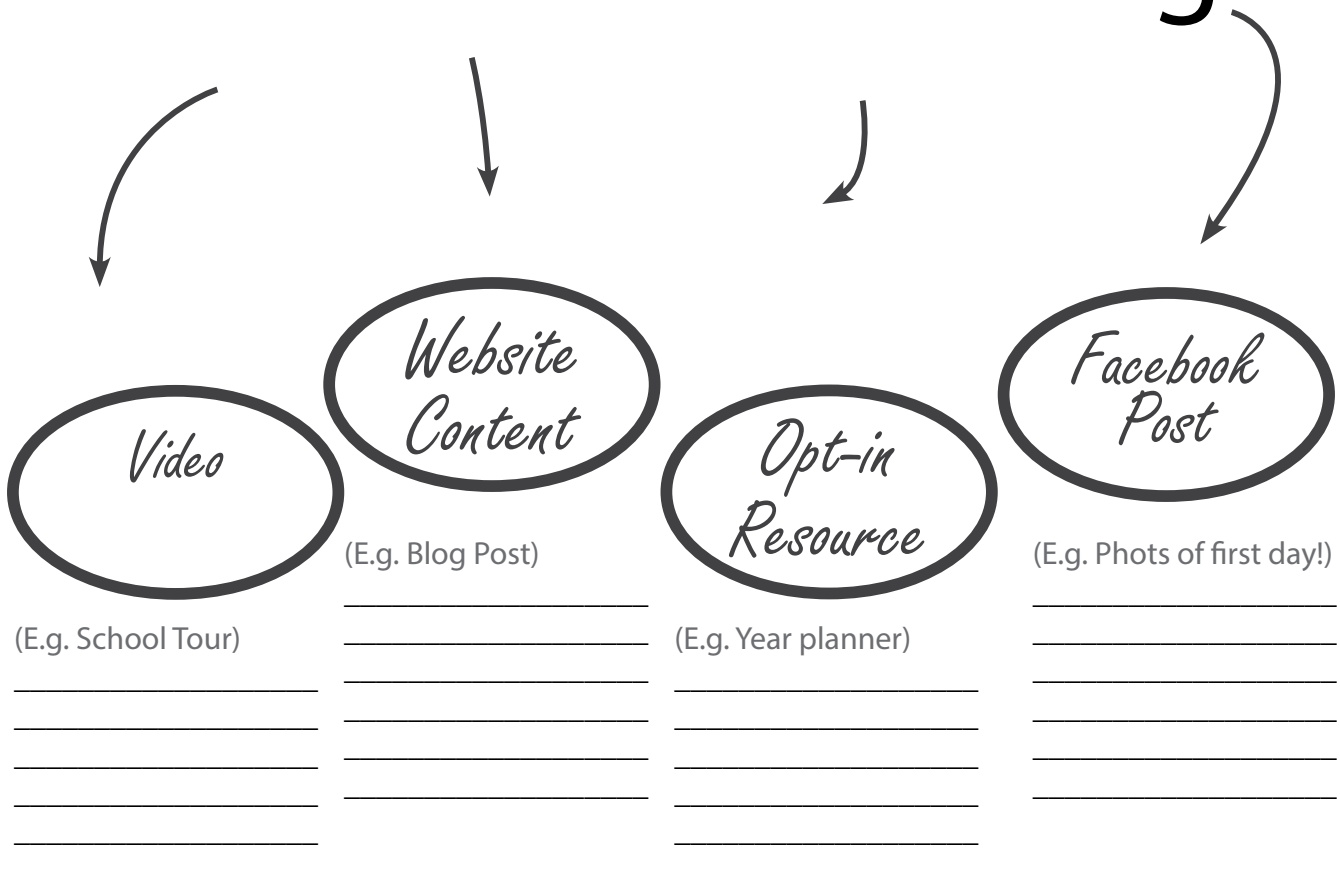 Video
(E.g. School Tour)
Website
Content
(E.g. Blog Post)
Opt-in
Resource
(E.g. Year planner)
Facebook
Post
(E.g. Phots of first day!)